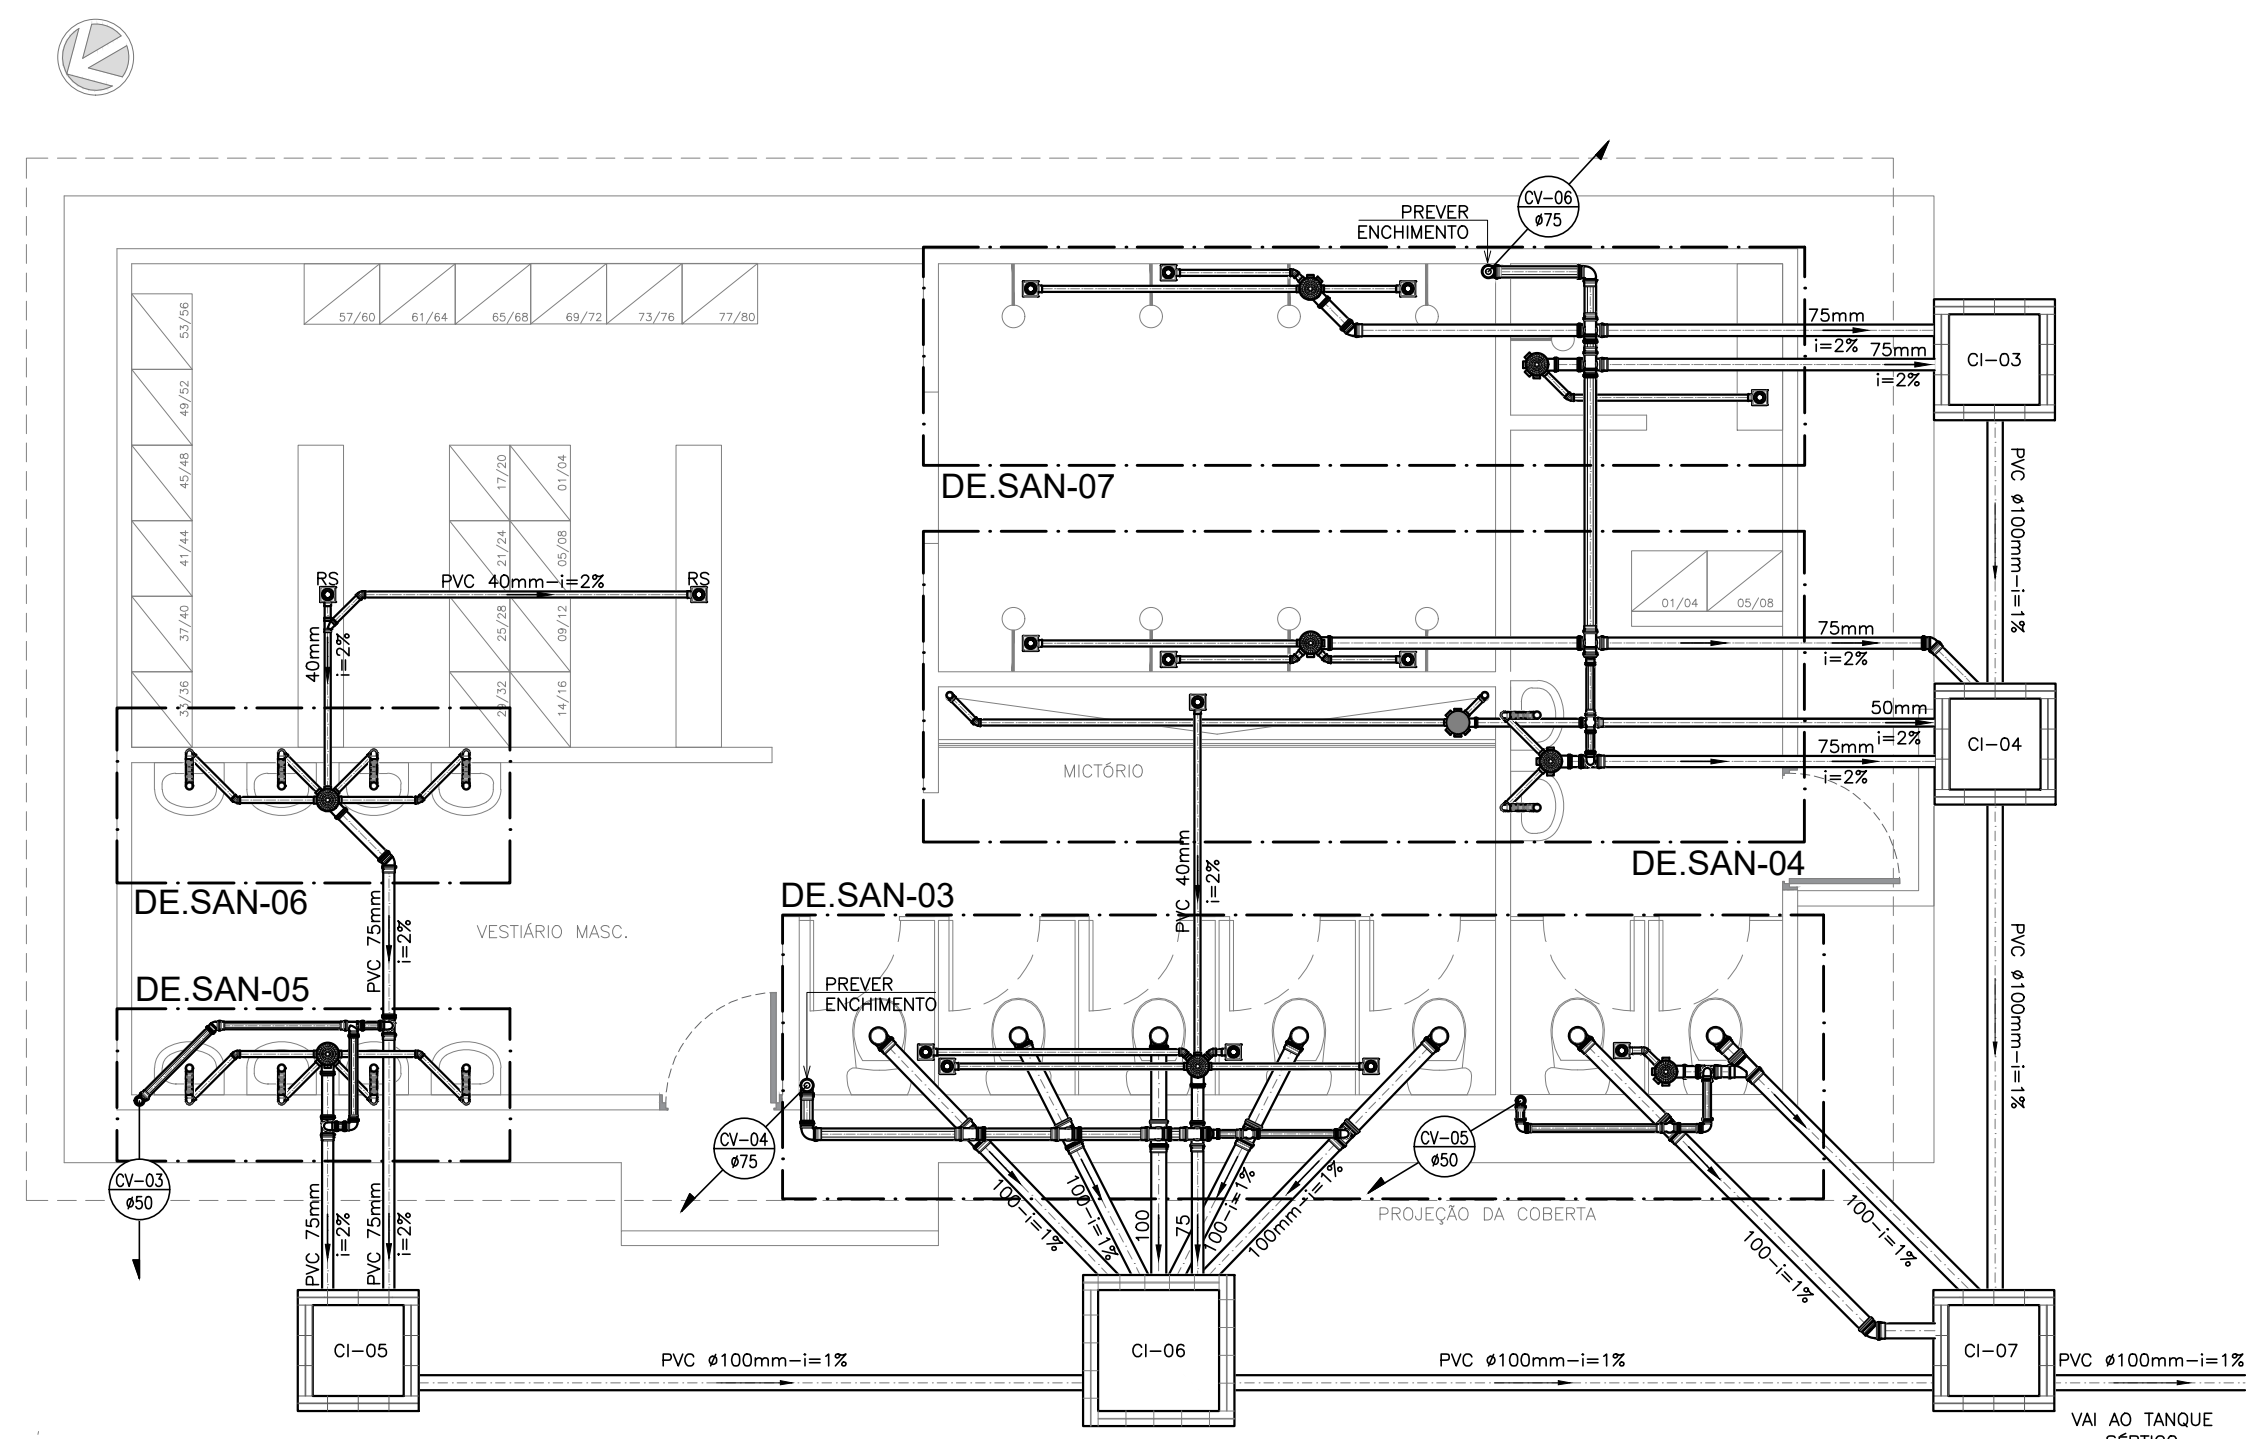 CV-06
ø75
PREVER
ENCHIMENTO
57/60
61/64
65/68
69/72
73/76
77/80
53/56
49/52
45/48
41/44
37/40
33/36
17/20
01/04
21/24
05/08
25/28
09/12
29/32
14/16
75mm
i=2%
75mm
i=2%
CI-03
DE.SAN-07
PVC ø100mm-i=1%
RS
PVC 40mm-i=2%
RS
40mm
i=2%
01/04
05/08
75mm
i=2%
50mm
i=2%
75mm
i=2%
CI-04
MICTÓRIO
PVC 40mm
i=2%
DE.SAN-04
DE.SAN-03
DE.SAN-06
PVC 75mm
i=2%
VESTIÁRIO MASC.
PVC ø100mm-i=1%
DE.SAN-05
PREVER
ENCHIMENTO
CV-04
ø75
CV-05
ø50
CV-03
ø50
PVC 75mm
i=2%
PVC 75mm
i=2%
100-i=1%
100-i=1%
100
75
100-i=1%
100mm-i=1%
PROJEÇÃO DA COBERTA
100-i=1%
100-i=1%
CI-05
PVC ø100mm-i=1%
CI-06
PVC ø100mm-i=1%
CI-07
PVC ø100mm-i=1%
VAI AO TANQUE